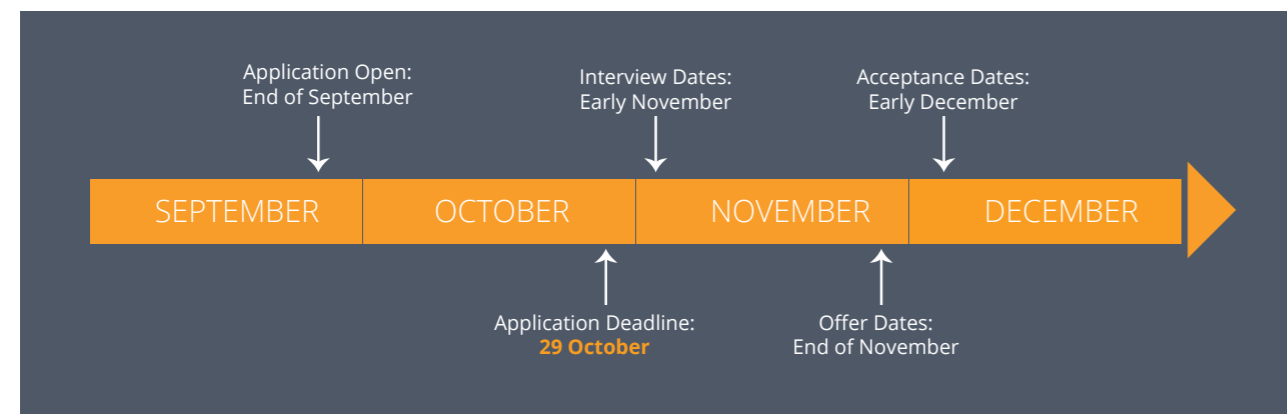 Application Open:
End of September
Interview Dates:
Early November
Acceptance Dates:
Early December
SEPTEMBER
OCTOBER
NOVEMBER
DECEMBER
Application Deadline:
29 October
Offer Dates:
End of November